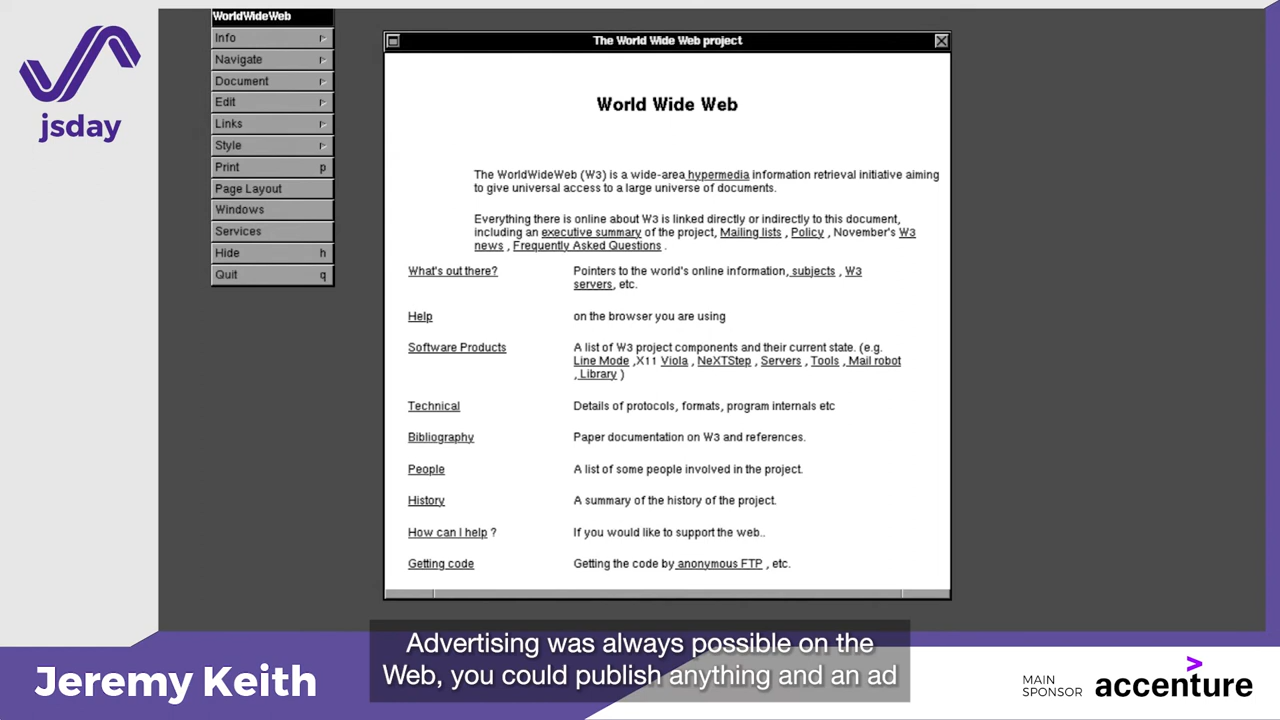 jsday
WorldWideWeb
Info
Navigate
Document
Edit
Links
Style
Print p
Page Layout
Windows
Services
Hide h
Quit q
The World Wide Web project
World Wide Web
The WorldWideWeb (W3) is a wide-area hypermedia information retrieval initiative aiming
to give universal access to a large universe of documents.
Everything there is online about W3 is linked directly or indirectly to this document,
including an executive summary of the project, Mailing lists , Policy , November's W3
news , Frequently Asked Questions .
What's out there? Pointers to the world's online information, subjects , W3
servers, etc.
Help on the browser you are using
Software Products A list of W3 project components and their current state. (e.g.
Line Mode ,X11 Viola , NeXTStep , Servers , Tools , Mail robot
, Library )
Technical Details of protocols, formats, program internals etc
Bibliography Paper documentation on W3 and references.
People A list of some people involved in the project.
History A summary of the history of the project.
How can I help ? If you would like to support the web..
Getting code Getting the code by anonymous FTP , etc.
Advertising was always possible on the
Web, you could publish anything and an ad
Jeremy Keith
MAIN
SPONSOR
accenture